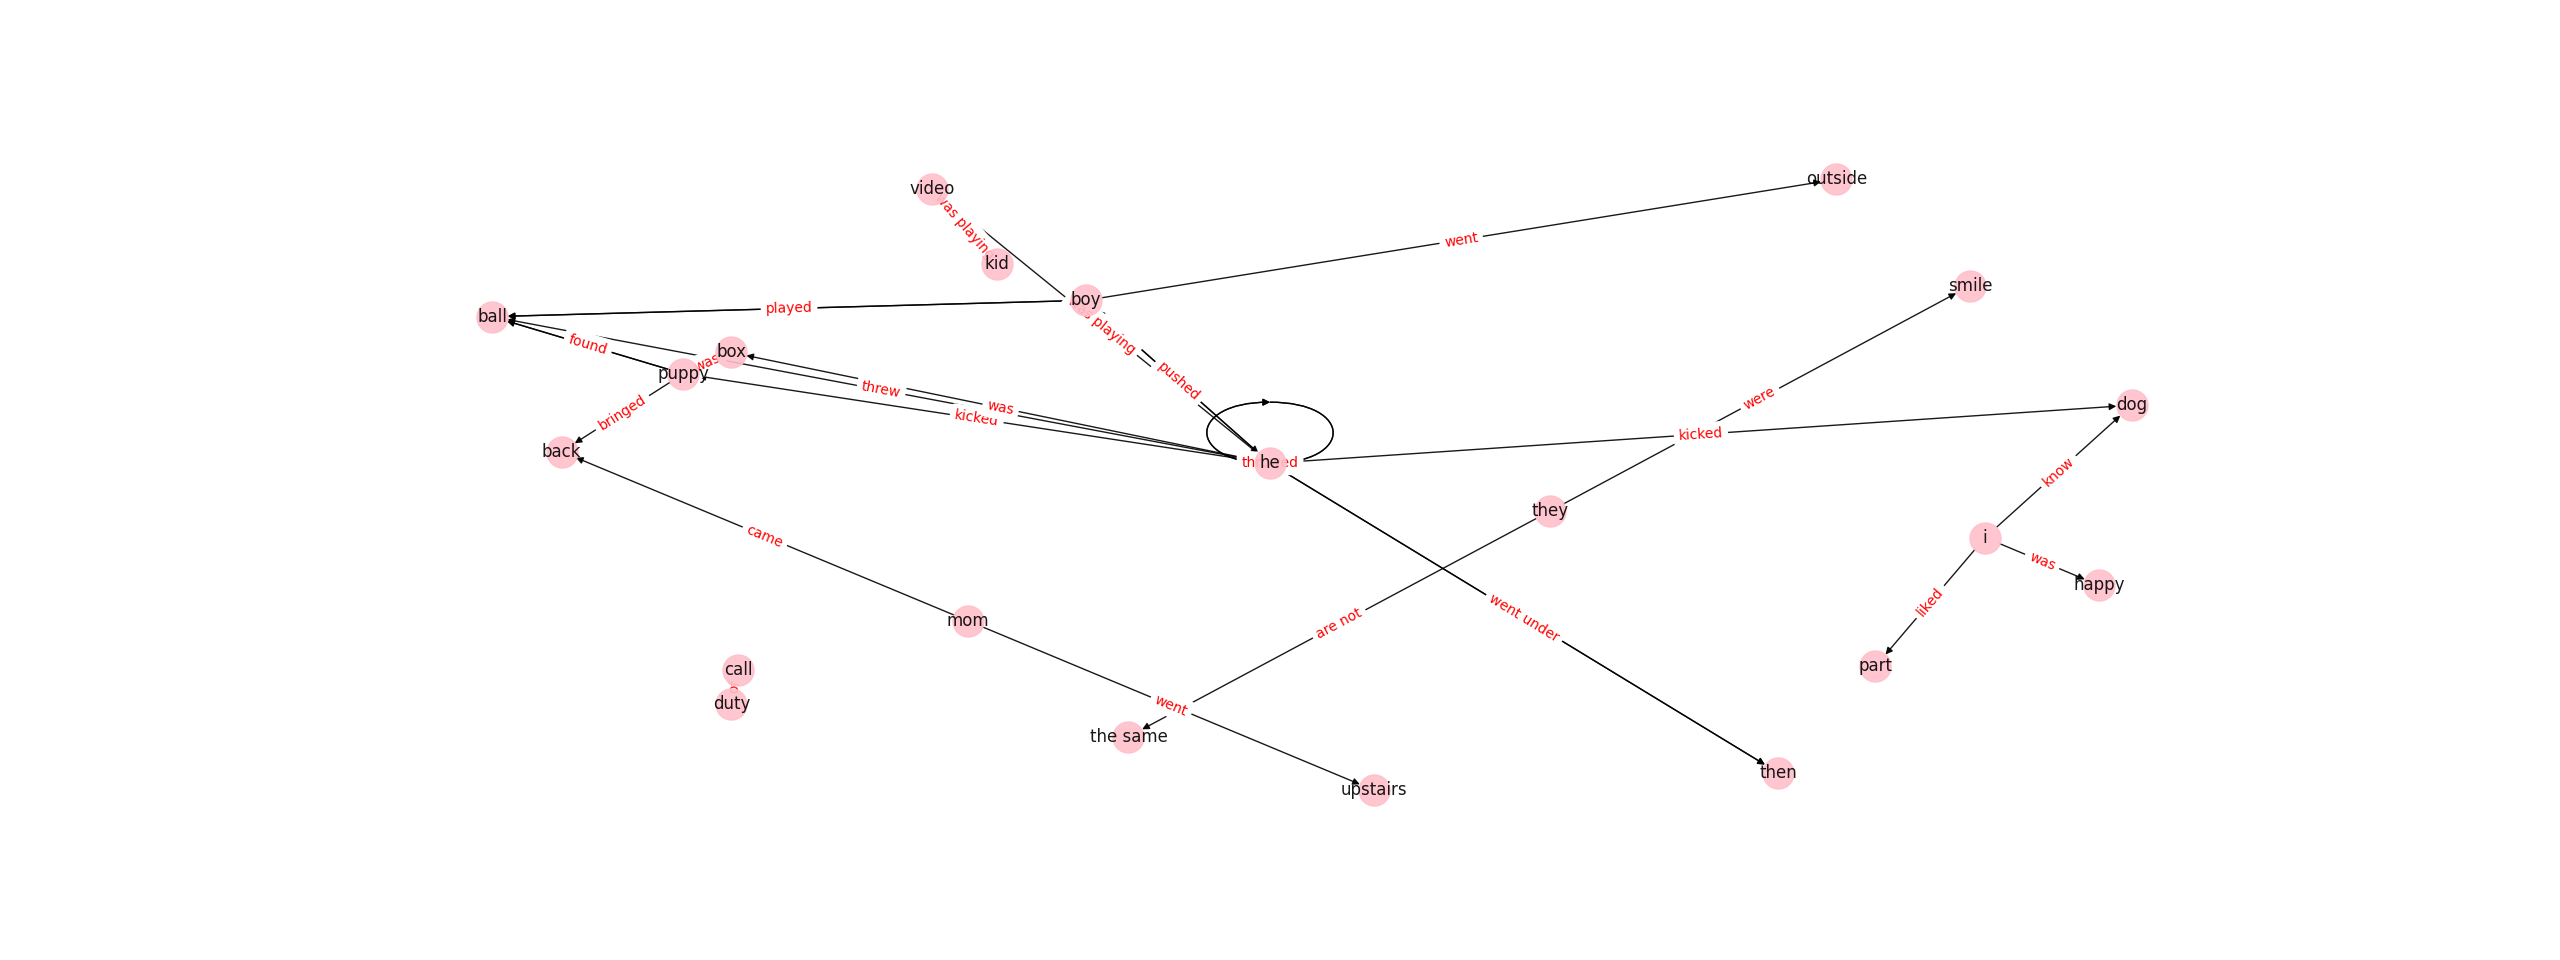 outside
video
was playing
went
kid
smile
boy
played
ball
playing
found
box
was
puppy
pushed
threw
were
was
kicked
dog
bringed
kicked
back
he
know
they
came
i
was
happy
liked
went under
mom
are not
part
call
duty
went
the same
then
upstairs